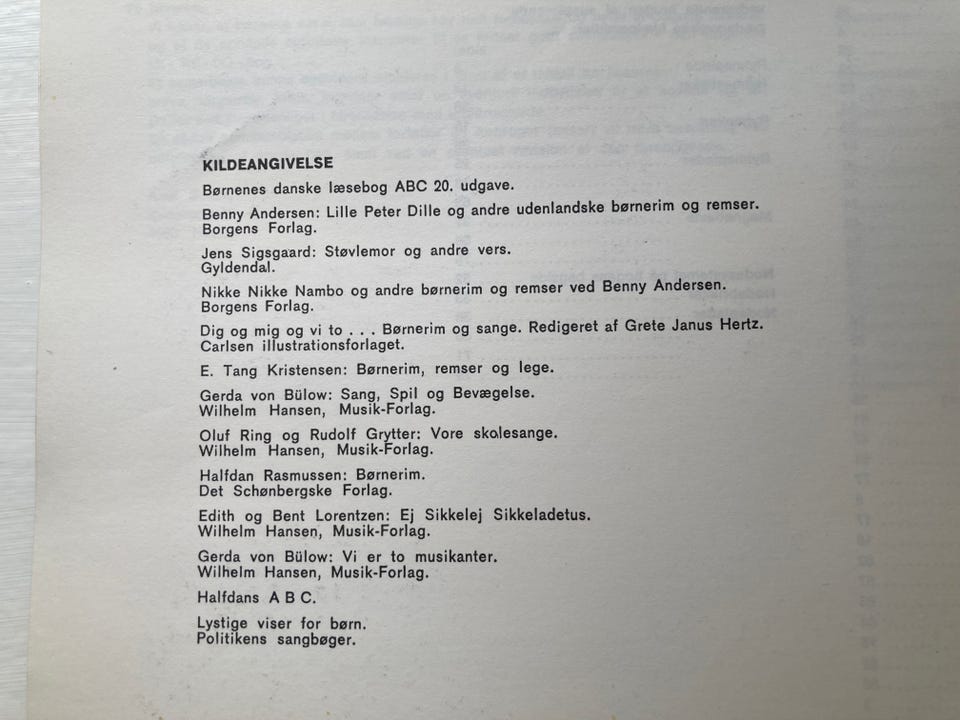 KILDEANGIVELSE
Børnenes danske læsebog ABC 20. udgave.
Benny Andersen: Lille Peter Dille og andre udenlandske børnerim og remser.
Borgens Forlag.
Jens Sigsgaard: Støvlemor og andre vers.
Gyldendal.
Nikke Nikke Nambo og andre børnerim og remser ved Benny Andersen.
Borgens Forlag.
Dig og mig og vi to . . . Børnerim og sange. Redigeret af Grete Janus Hertz.
Carlsen illustrationsforlaget.
E. Tang Kristensen: Børnerim, remser og lege.
Gerda von Bülow: Sang, Spil og Bevægelse.
Wilhelm Hansen, Musik-Forlag.
Oluf Ring og Rudolf Grytter: Vore skolesange.
Wilhelm Hansen, Musik-Forlag.
Halfdan Rasmussen: Børnerim.
Det Schønbergske Forlag.
Edith og Bent Lorentzen: Ej Sikkelej Sikkeladetus.
Wilhelm Hansen, Musik-Forlag.
Gerda von Bülow: Vi er to musikanter.
Wilhelm Hansen, Musik-Forlag.
Halfdans A B C.
Lystige viser for børn.
Politikens sangbøger.